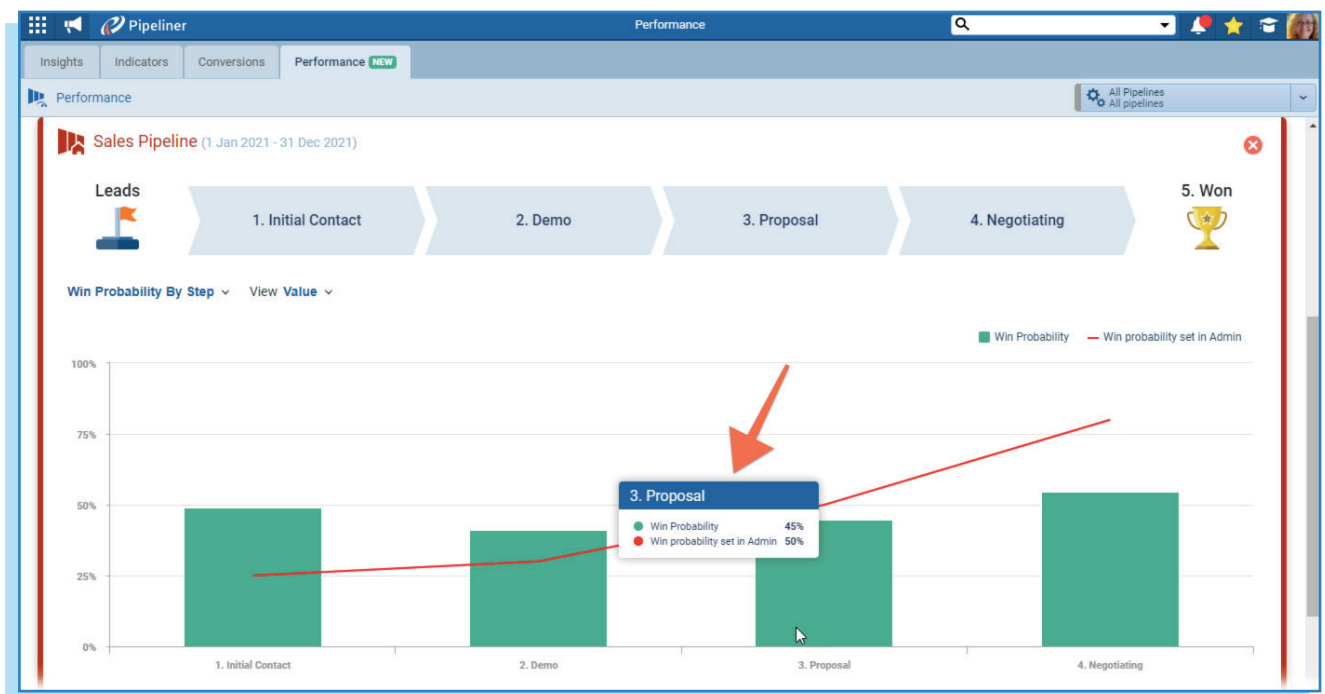 Pipeliner
Performance
Insights
Indicators
Conversions
Performance NEW
Performance
All Pipelines
All pipelines
Sales Pipeline (1 Jan 2021 - 31 Dec 2021)
Leads
1. Initial Contact
2. Demo
3. Proposal
4. Negotiating
5. Won
Win Probability By Step
View Value
Win Probability
Win probability set in Admin
100%
75%
50%
25%
0%
3. Proposal
Win Probability 45%
Win probability set in Admin 50%
1. Initial Contact
2. Demo
3. Proposal
4. Negotiating